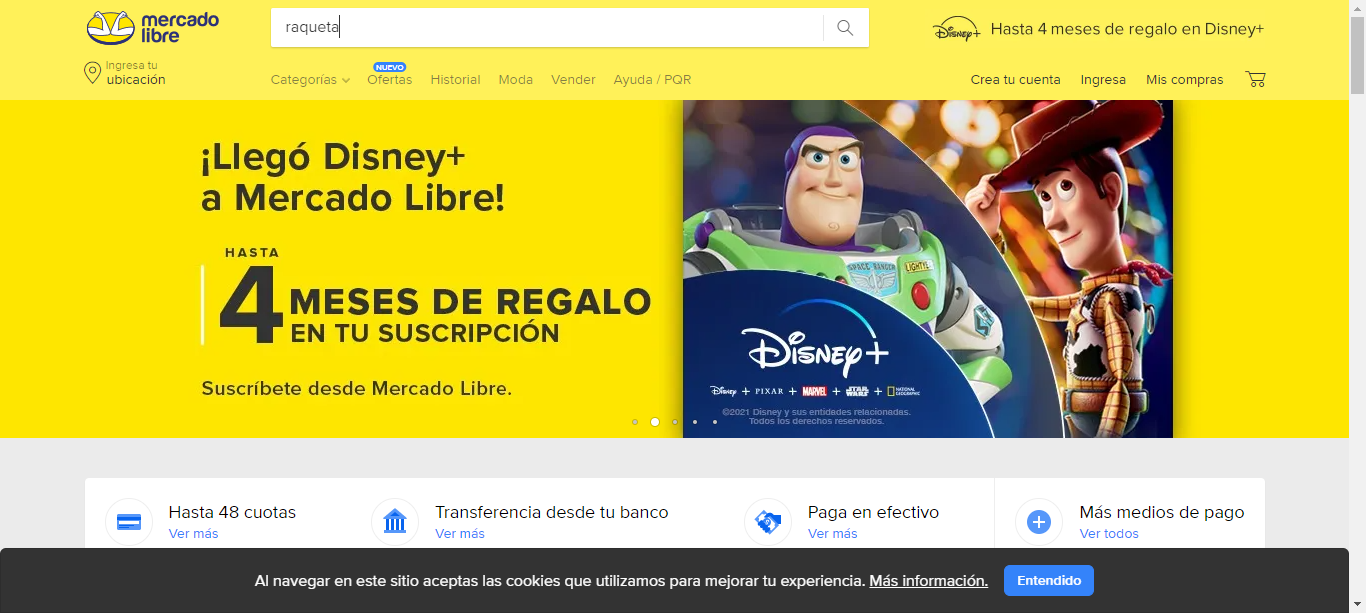 mercado
libre
raqueta
Disney+
Hasta 4 meses de regalo en Disney+
Ingresa tu
ubicación
Categorías
NUEVO
Ofertas
Historial
Moda
Vender
Ayuda / PQR
Crea tu cuenta
Ingresa
Mis compras
¡Llegó Disney+
a Mercado Libre!
HASTA
4 MESES DE REGALO
EN TU SUSCRIPCIÓN
Suscríbete desde Mercado Libre.
SPACE RANGER
LIGHTYE
Disney+
Disney + PIXAR + MARVEL + STAR WARS + NATIONAL GEOGRAPHIC
©2021 Disney y sus entidades relacionadas.
Todos los derechos reservados.
Hasta 48 cuotas
Ver más
Transferencia desde tu banco
Ver más
Paga en efectivo
Ver más
Más medios de pago
Ver todos
Al navegar en este sitio aceptas las cookies que utilizamos para mejorar tu experiencia. Más información.
Entendido